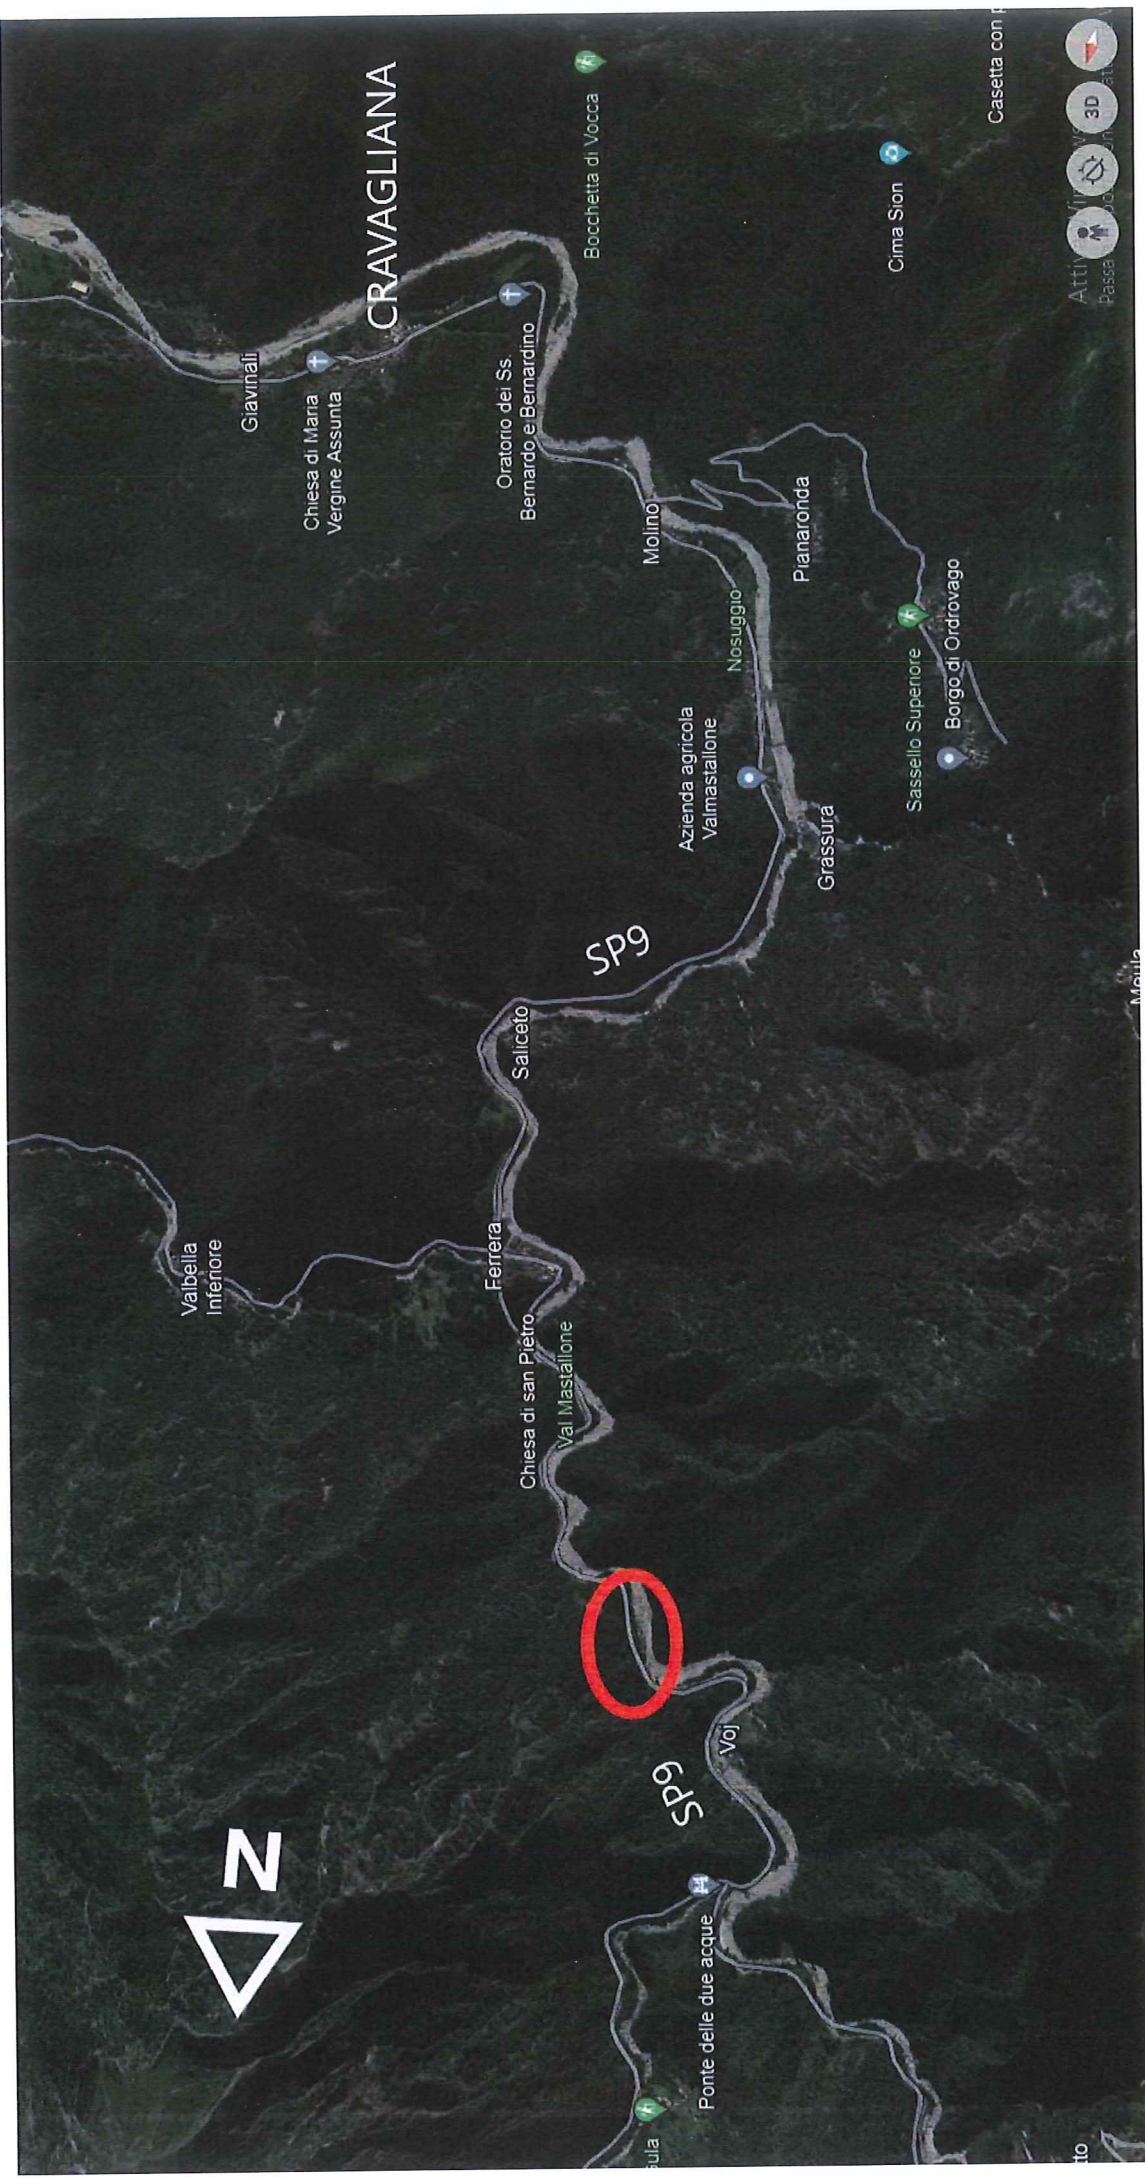 CRAVAGLIANA
Bocchetta di Vocca
Cima Sion
Casetta con
3D
Giavinali
Chiesa di Maria
Vergine Assunta
Oratorio dei Ss.
Bernardo e Bernardino
Molino
Pianaronda
Nosuggio
Azienda agricola
Valmastallone
Sassello Superiore
Borgo di Ordrovago
Grassura
SP9
Saliceto
Valbella
Inferiore
Ferrera
Chiesa di san Pietro
Val Mastallone
Voj
SP9
N
Ponte delle due acque